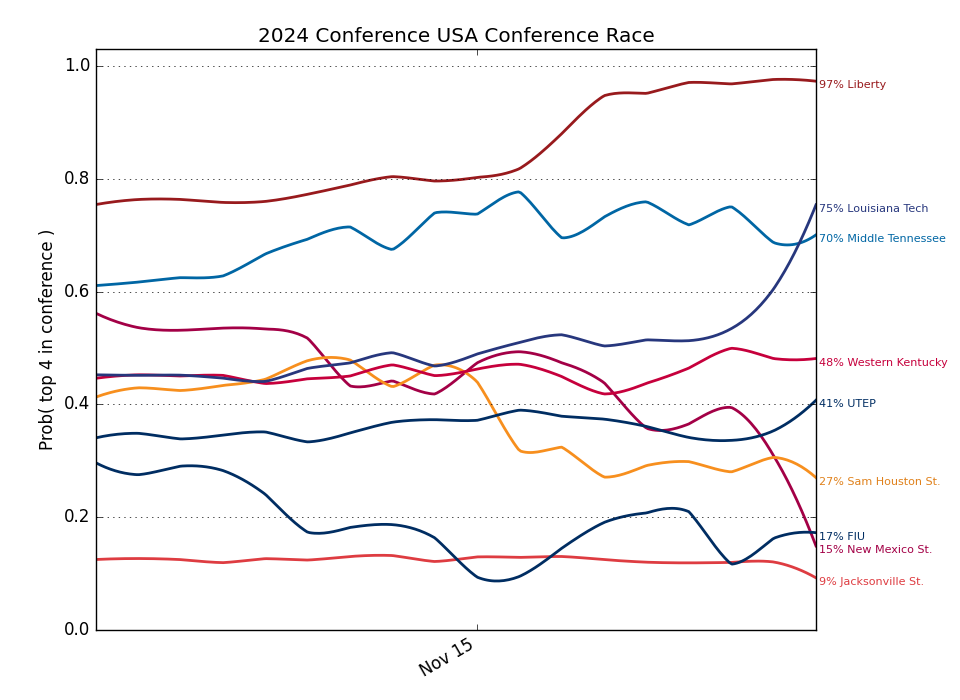 2024 Conference USA Conference Race
Prob( top 4 in conference )
1.0
0.8
0.6
0.4
0.2
0.0
Nov 15
97% Liberty
75% Louisiana Tech
70% Middle Tennessee
48% Western Kentucky
41% UTEP
27% Sam Houston St.
17% FIU
15% New Mexico St.
9% Jacksonville St.